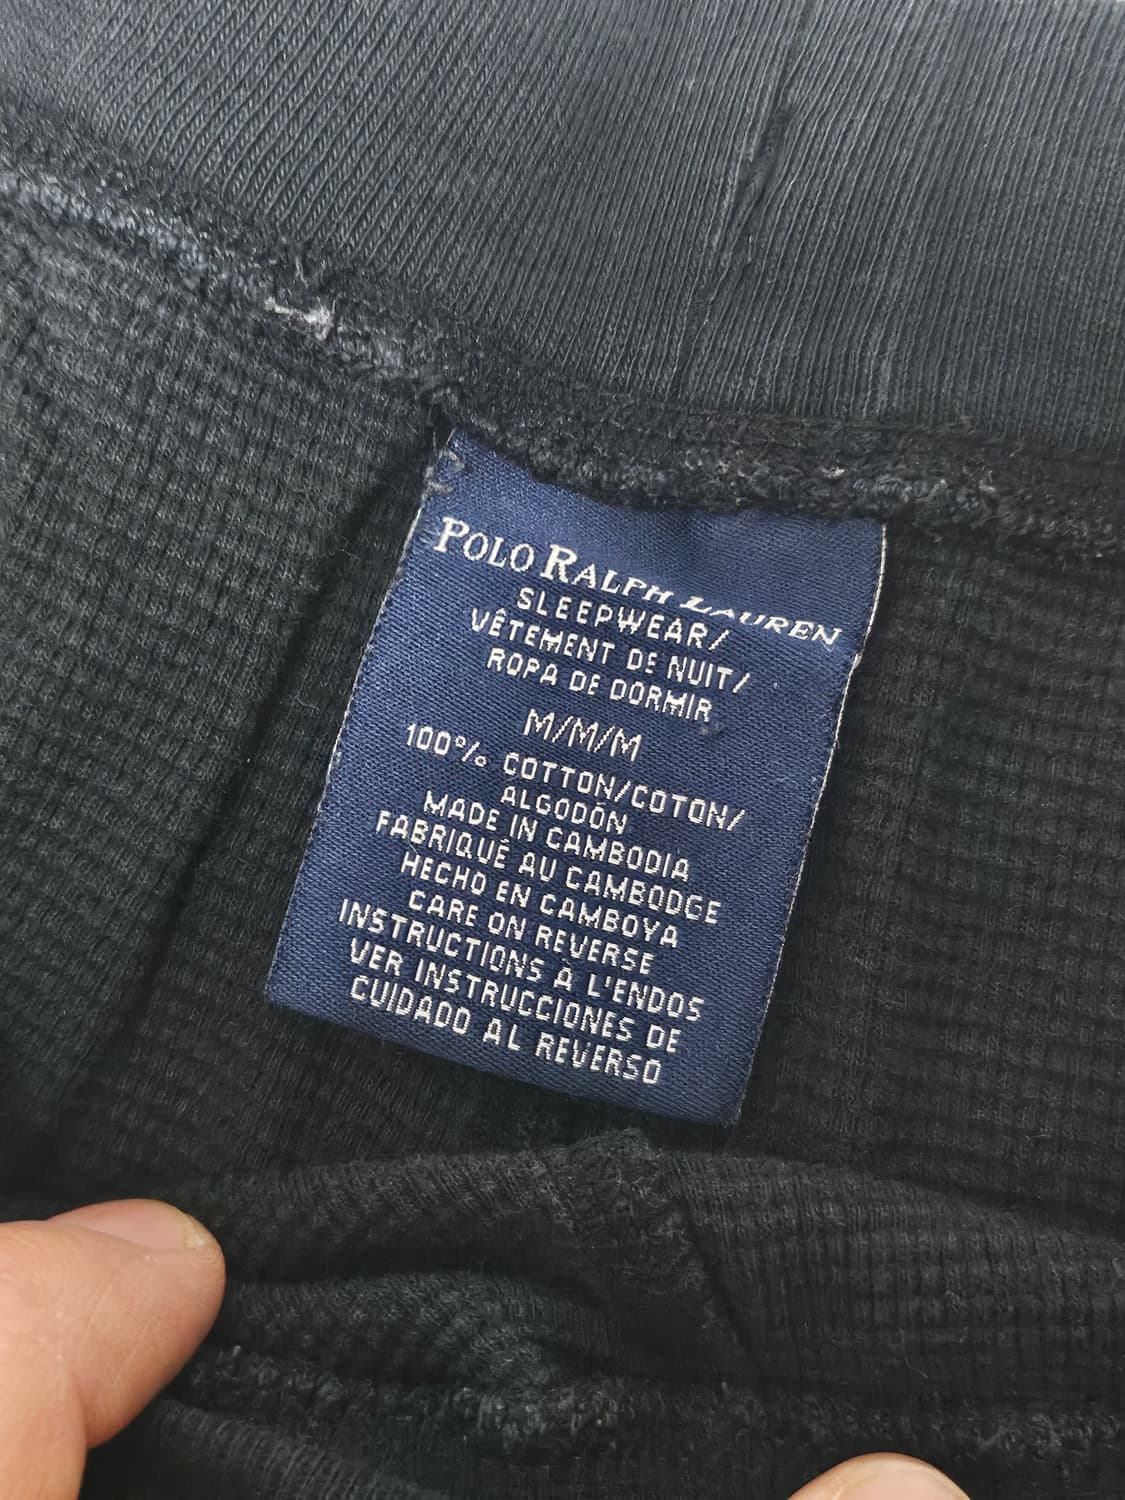 POLO RALPH LAUREN
SLEEPWEAR/
VÊTEMENT DE NUIT/
ROPA DE DORMIR
M/M/M
100% COTTON/COTON/
ALGODÓN
MADE IN CAMBODIA
FABRIQUÉ AU CAMBODGE
HECHO EN CAMBOYA
CARE ON REVERSE
INSTRUCTIONS À L'ENDOS
VER INSTRUCCIONES DE
CUIDADO AL REVERSO